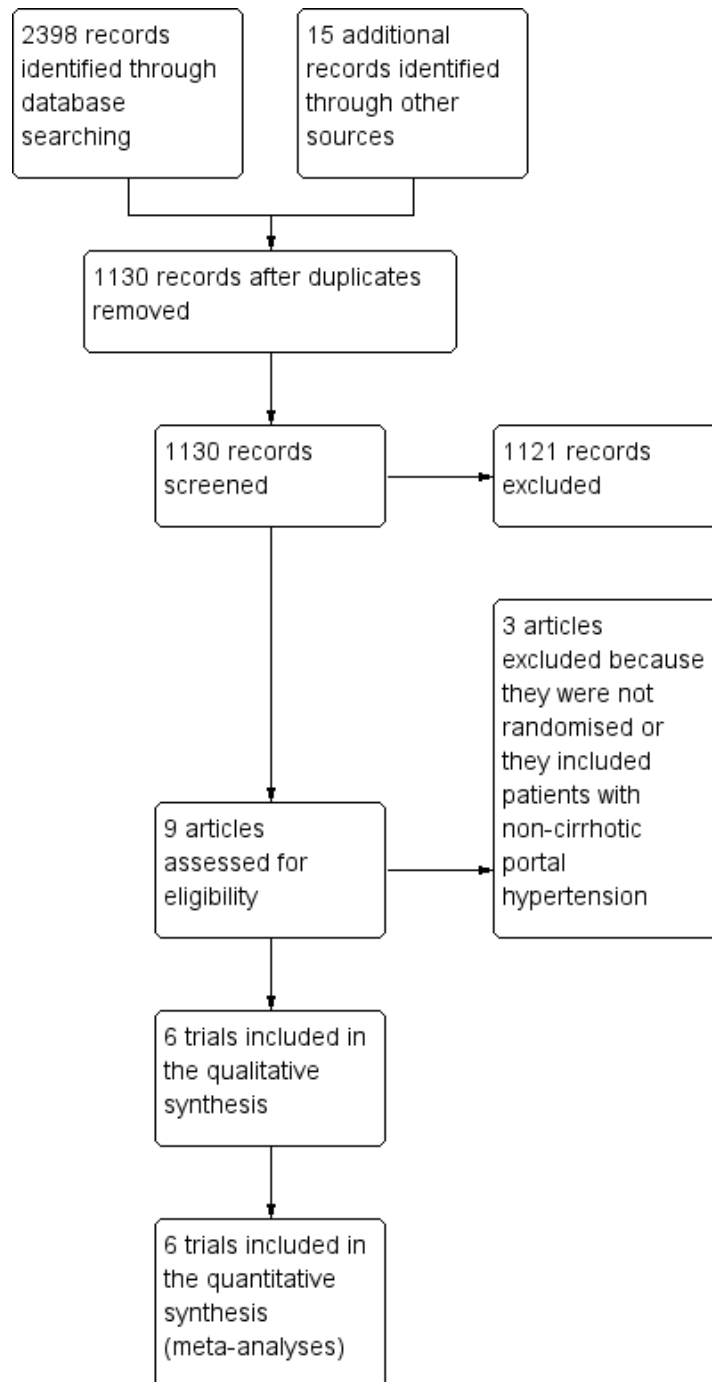 2398 records
identified through
database
searching
15 additional
records identified
through other
sources
1130 records after duplicates
removed
1130 records
screened
1121 records
excluded
3 articles
excluded because
they were not
randomised or
they included
patients with
non-cirrhotic
portal
hypertension
9 articles
assessed for
eligibility
6 trials included in
the qualitative
synthesis
6 trials included in
the quantitative
synthesis
(meta-analyses)